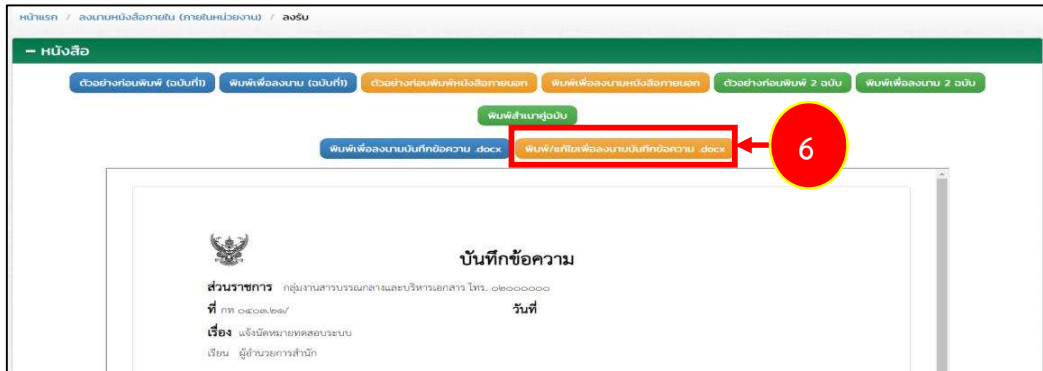 หน้าแรก / ลงนามหนังสือภายใน (ภายในหน่วยงาน) / ลงรับ
– หนังสือ
ตัวอย่างก่อนพิมพ์ (ฉบับที่1) พิมพ์เพื่อลงนาม (ฉบับที่1) ตัวอย่างก่อนพิมพ์หนังสือภายนอก พิมพ์เพื่อลงนามหนังสือภายนอก ตัวอย่างก่อนพิมพ์ 2 ฉบับ พิมพ์เพื่อลงนาม 2 ฉบับ
พิมพ์สำเนาคู่ฉบับ
พิมพ์เพื่อลงนามบันทึกข้อความ .docx พิมพ์/แก้ไขเพื่อลงนามบันทึกข้อความ .docx
6
บันทึกข้อความ
ส่วนราชการ กลุ่มงานสารบรรณกลางและบริหารเอกสาร โทร. ๐๒๐๐๐๐๐๐
ที่ กท ๐๔๐๓.๒๑/ วันที่
เรื่อง แจ้งนัดหมายทดสอบระบบ
เรียน ผู้อำนวยการสำนัก